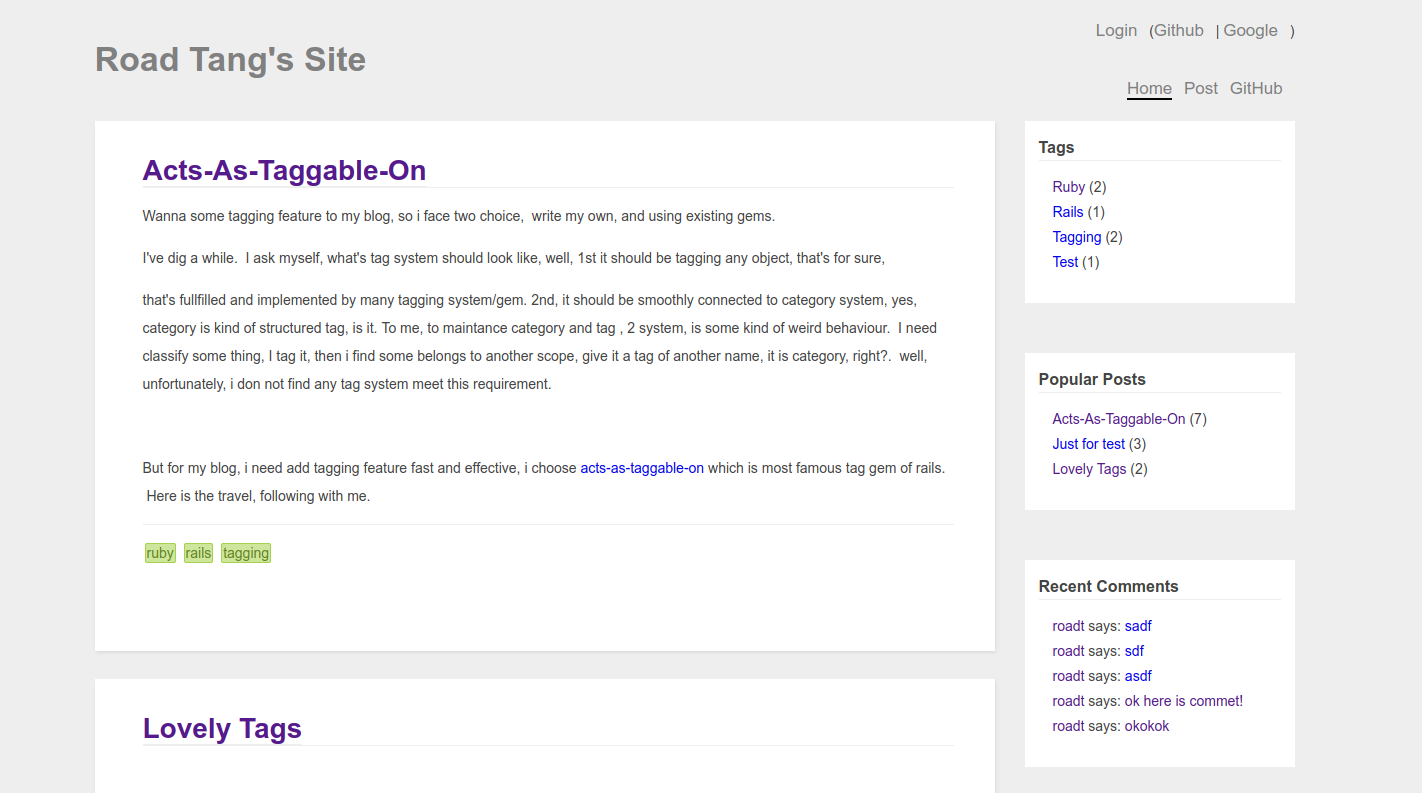 Login (Github | Google )
Road Tang's Site
Home Post GitHub
Acts-As-Taggable-On
Wanna some tagging feature to my blog, so i face two choice,  write my own, and using existing gems.
I've dig a while.  I ask myself, what's tag system should look like, well, 1st it should be tagging any object, that's for sure,
that's fullfilled and implemented by many tagging system/gem. 2nd, it should be smoothly connected to category system, yes,
category is kind of structured tag, is it. To me, to maintance category and tag , 2 system, is some kind of weird behaviour.  I need
classify some thing, I tag it, then i find some belongs to another scope, give it a tag of another name, it is category, right?.  well,
unfortunately, i don not find any tag system meet this requirement.
But for my blog, i need add tagging feature fast and effective, i choose acts-as-taggable-on which is most famous tag gem of rails.
Here is the travel, following with me.
ruby rails tagging
Lovely Tags
Tags
Ruby (2)
Rails (1)
Tagging (2)
Test (1)
Popular Posts
Acts-As-Taggable-On (7)
Just for test (3)
Lovely Tags (2)
Recent Comments
roadt says: sadf
roadt says: sdf
roadt says: asdf
roadt says: ok here is commet!
roadt says: okokok